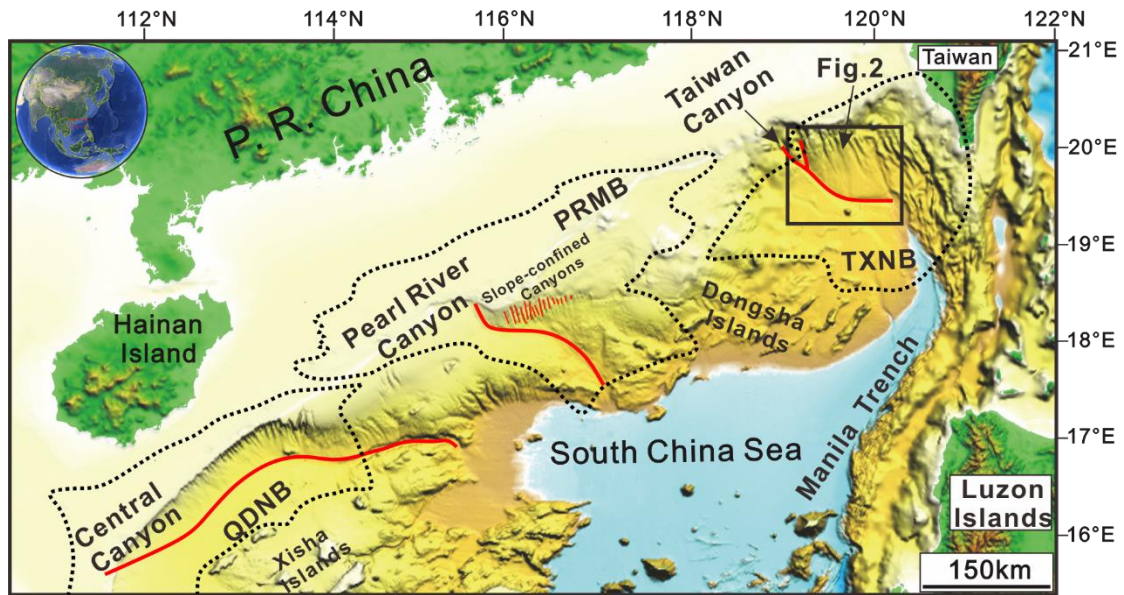 112°N
114°N
116°N
118°N
120°N
122°N
21°E
20°E
19°E
18°E
17°E
16°E
P. R. China
Taiwan
Fig.2
Taiwan
Canyon
PRMB
Slope-confined
Canyons
Pearl River
Canyon
TXNB
Dongsha
Islands
Hainan
Island
Manila Trench
South China Sea
Central
Canyon
QDNB
Xisha
Islands
Luzon
Islands
150km